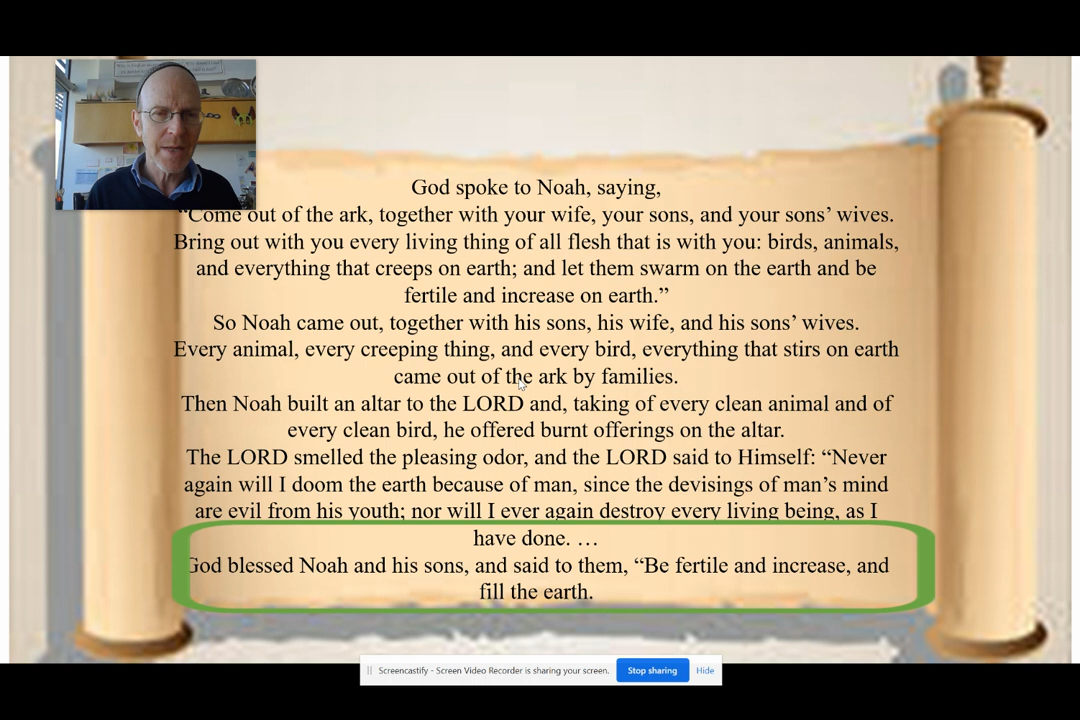 God spoke to Noah, saying,
“Come out of the ark, together with your wife, your sons, and your sons’ wives.
Bring out with you every living thing of all flesh that is with you: birds, animals,
and everything that creeps on earth; and let them swarm on the earth and be
fertile and increase on earth.”
So Noah came out, together with his sons, his wife, and his sons’ wives.
Every animal, every creeping thing, and every bird, everything that stirs on earth
came out of the ark by families.
Then Noah built an altar to the LORD and, taking of every clean animal and of
every clean bird, he offered burnt offerings on the altar.
The LORD smelled the pleasing odor, and the LORD said to Himself: “Never
again will I doom the earth because of man, since the devisings of man’s mind
are evil from his youth; nor will I ever again destroy every living being, as I
have done. …
God blessed Noah and his sons, and said to them, “Be fertile and increase, and
fill the earth.
Screencastify - Screen Video Recorder is sharing your screen. Stop sharing Hide